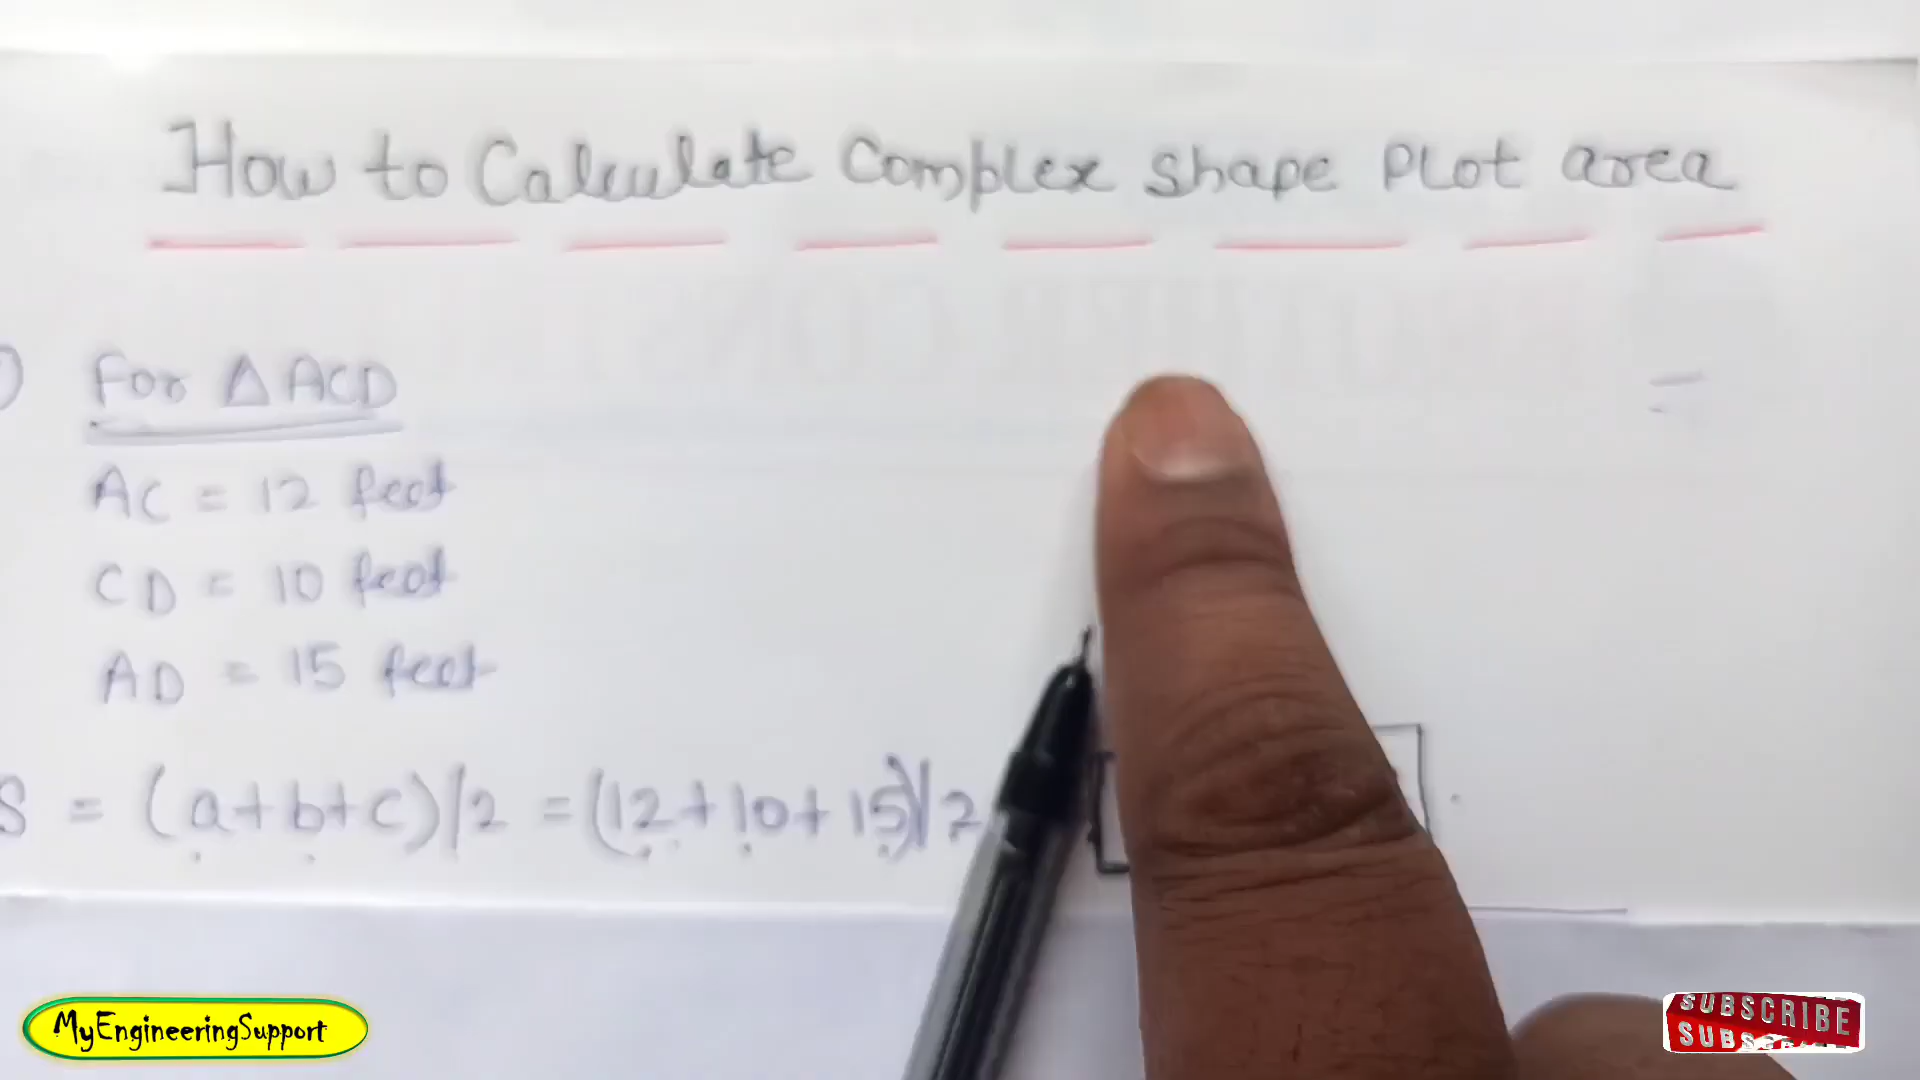 How to Calculate Complex Shape Plot area
For Δ ACD
AC = 12 feet
CD = 10 feet
AD = 15 feet
S = (a+b+c)/2 = (12+10+15)/2
MyEngineeringSupport
SUBSCRIBE